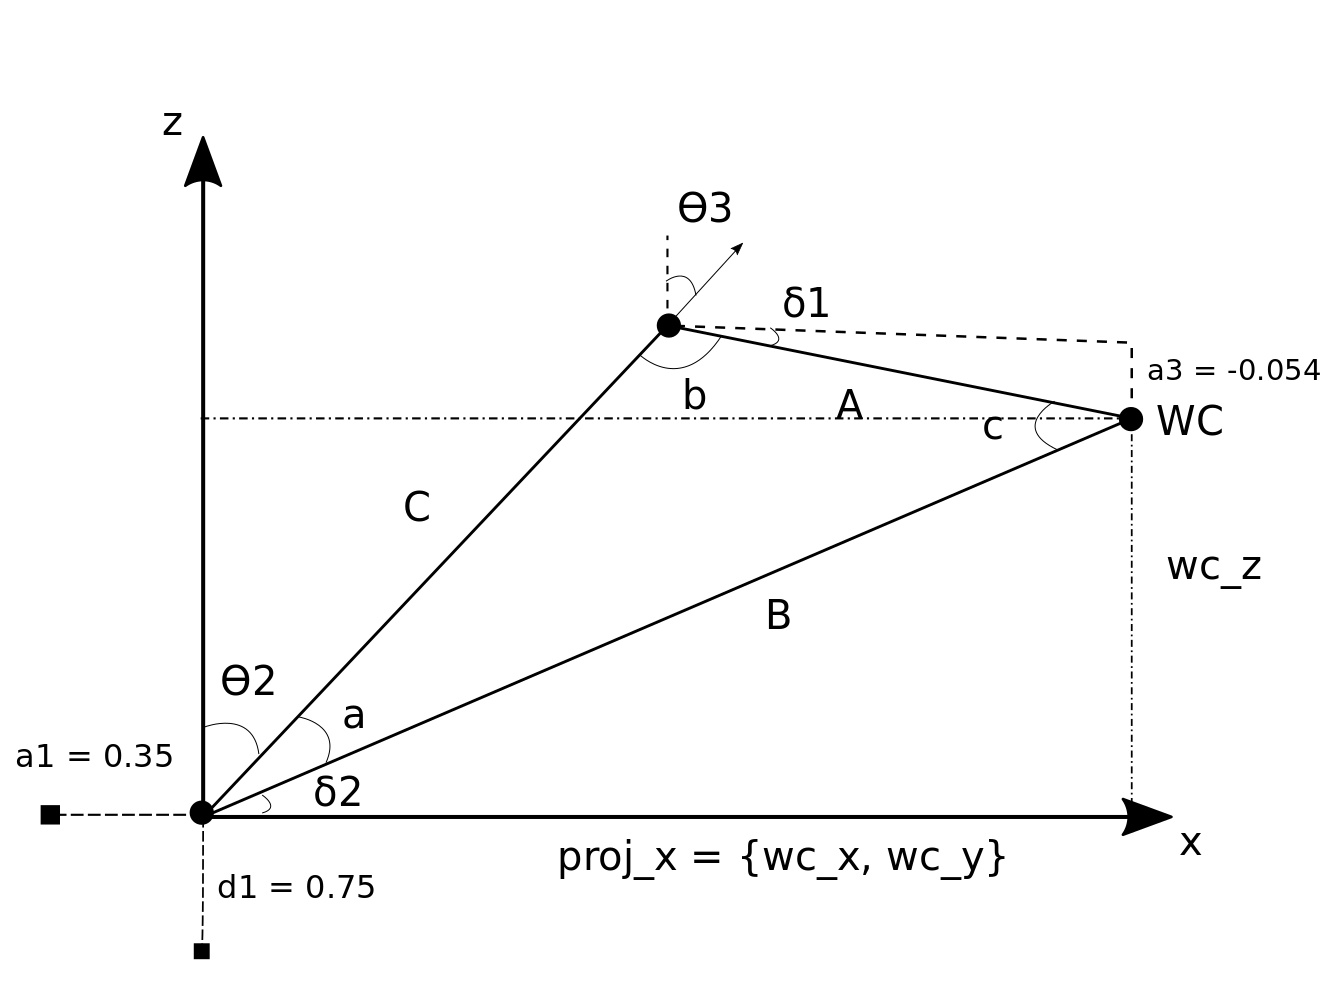 z
ϴ3
δ1
a3 = -0.054
b
A
c
WC
C
wc_z
B
ϴ2
a
a1 = 0.35
δ2
x
proj_x = {wc_x, wc_y}
d1 = 0.75